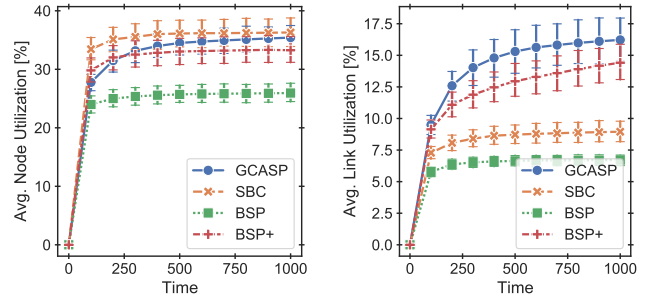 Avg. Node Utilization [%]
40
30
20
10
0
GCASP
SBC
BSP
BSP+
0 250 500 750 1000
Time
Avg. Link Utilization [%]
17.5
15.0
12.5
10.0
7.5
5.0
2.5
0.0
GCASP
SBC
BSP
BSP+
0 250 500 750 1000
Time